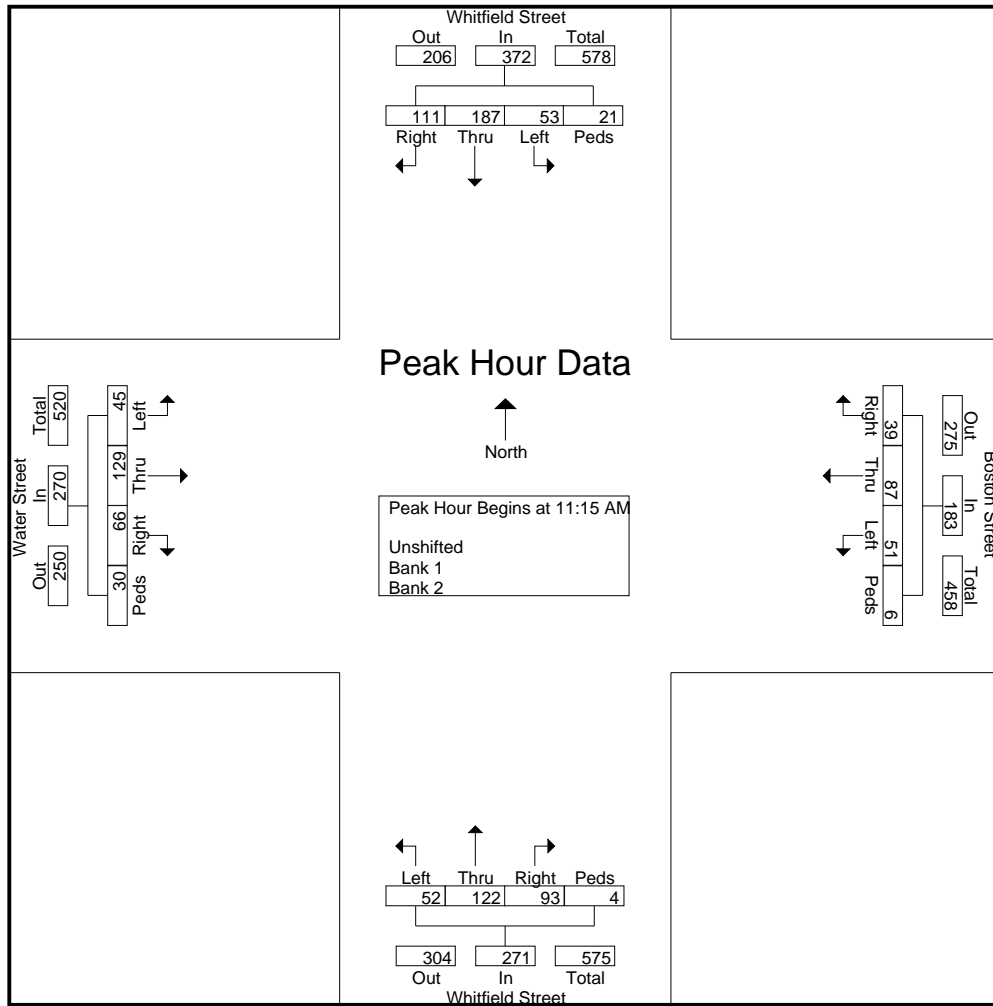 Whitfield Street
Out In Total
206 372 578
111 187 53 21
Right Thru Left Peds
Peak Hour Data
North
Peak Hour Begins at 11:15 AM
Unshifted
Bank 1
Bank 2
Water Street
Total In Out
520 270 250
45 129 66 30
Left Thru Right Peds
Boston Street
Out In Total
275 183 458
39 87 51 6
Right Thru Left Peds
Left Thru Right Peds
52 122 93 4
304 271 575
Out In Total
Whitfield Street